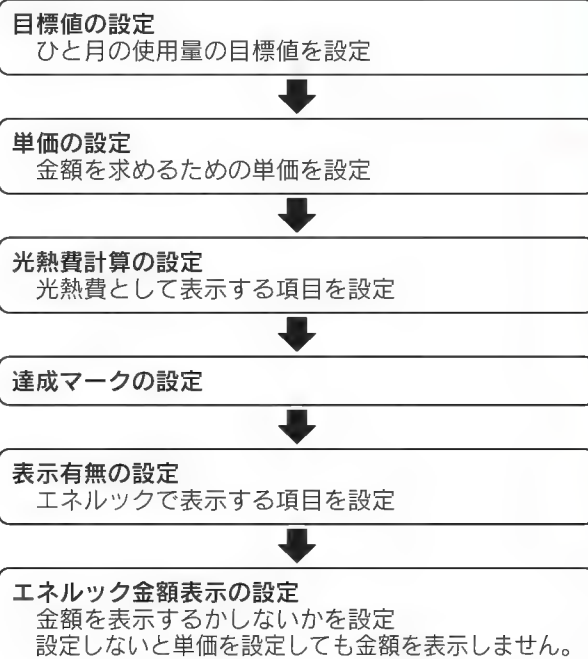 目標値の設定
ひと月の使用量の目標値を設定
単価の設定
金額を求めるための単価を設定
光熱費計算の設定
光熱費として表示する項目を設定
達成マークの設定
表示有無の設定
エネルックで表示する項目を設定
エネルック金額表示の設定
金額を表示するかしないかを設定
設定しないと単価を設定しても金額を表示しません。